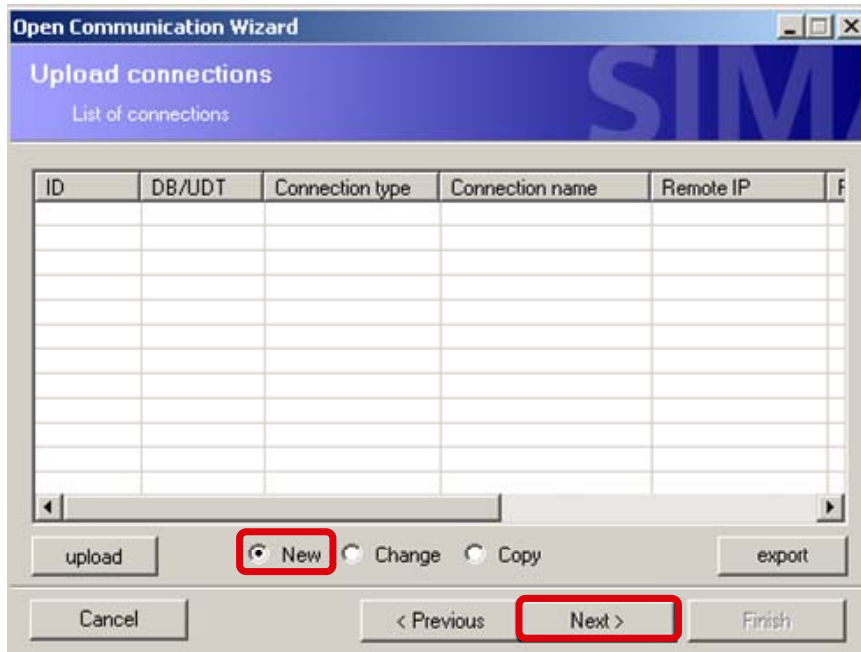 Open Communication Wizard
Upload connections
List of connections
SIM
ID DB/UDT Connection type Connection name Remote IP
upload New Change Copy export
Cancel < Previous Next > Finish